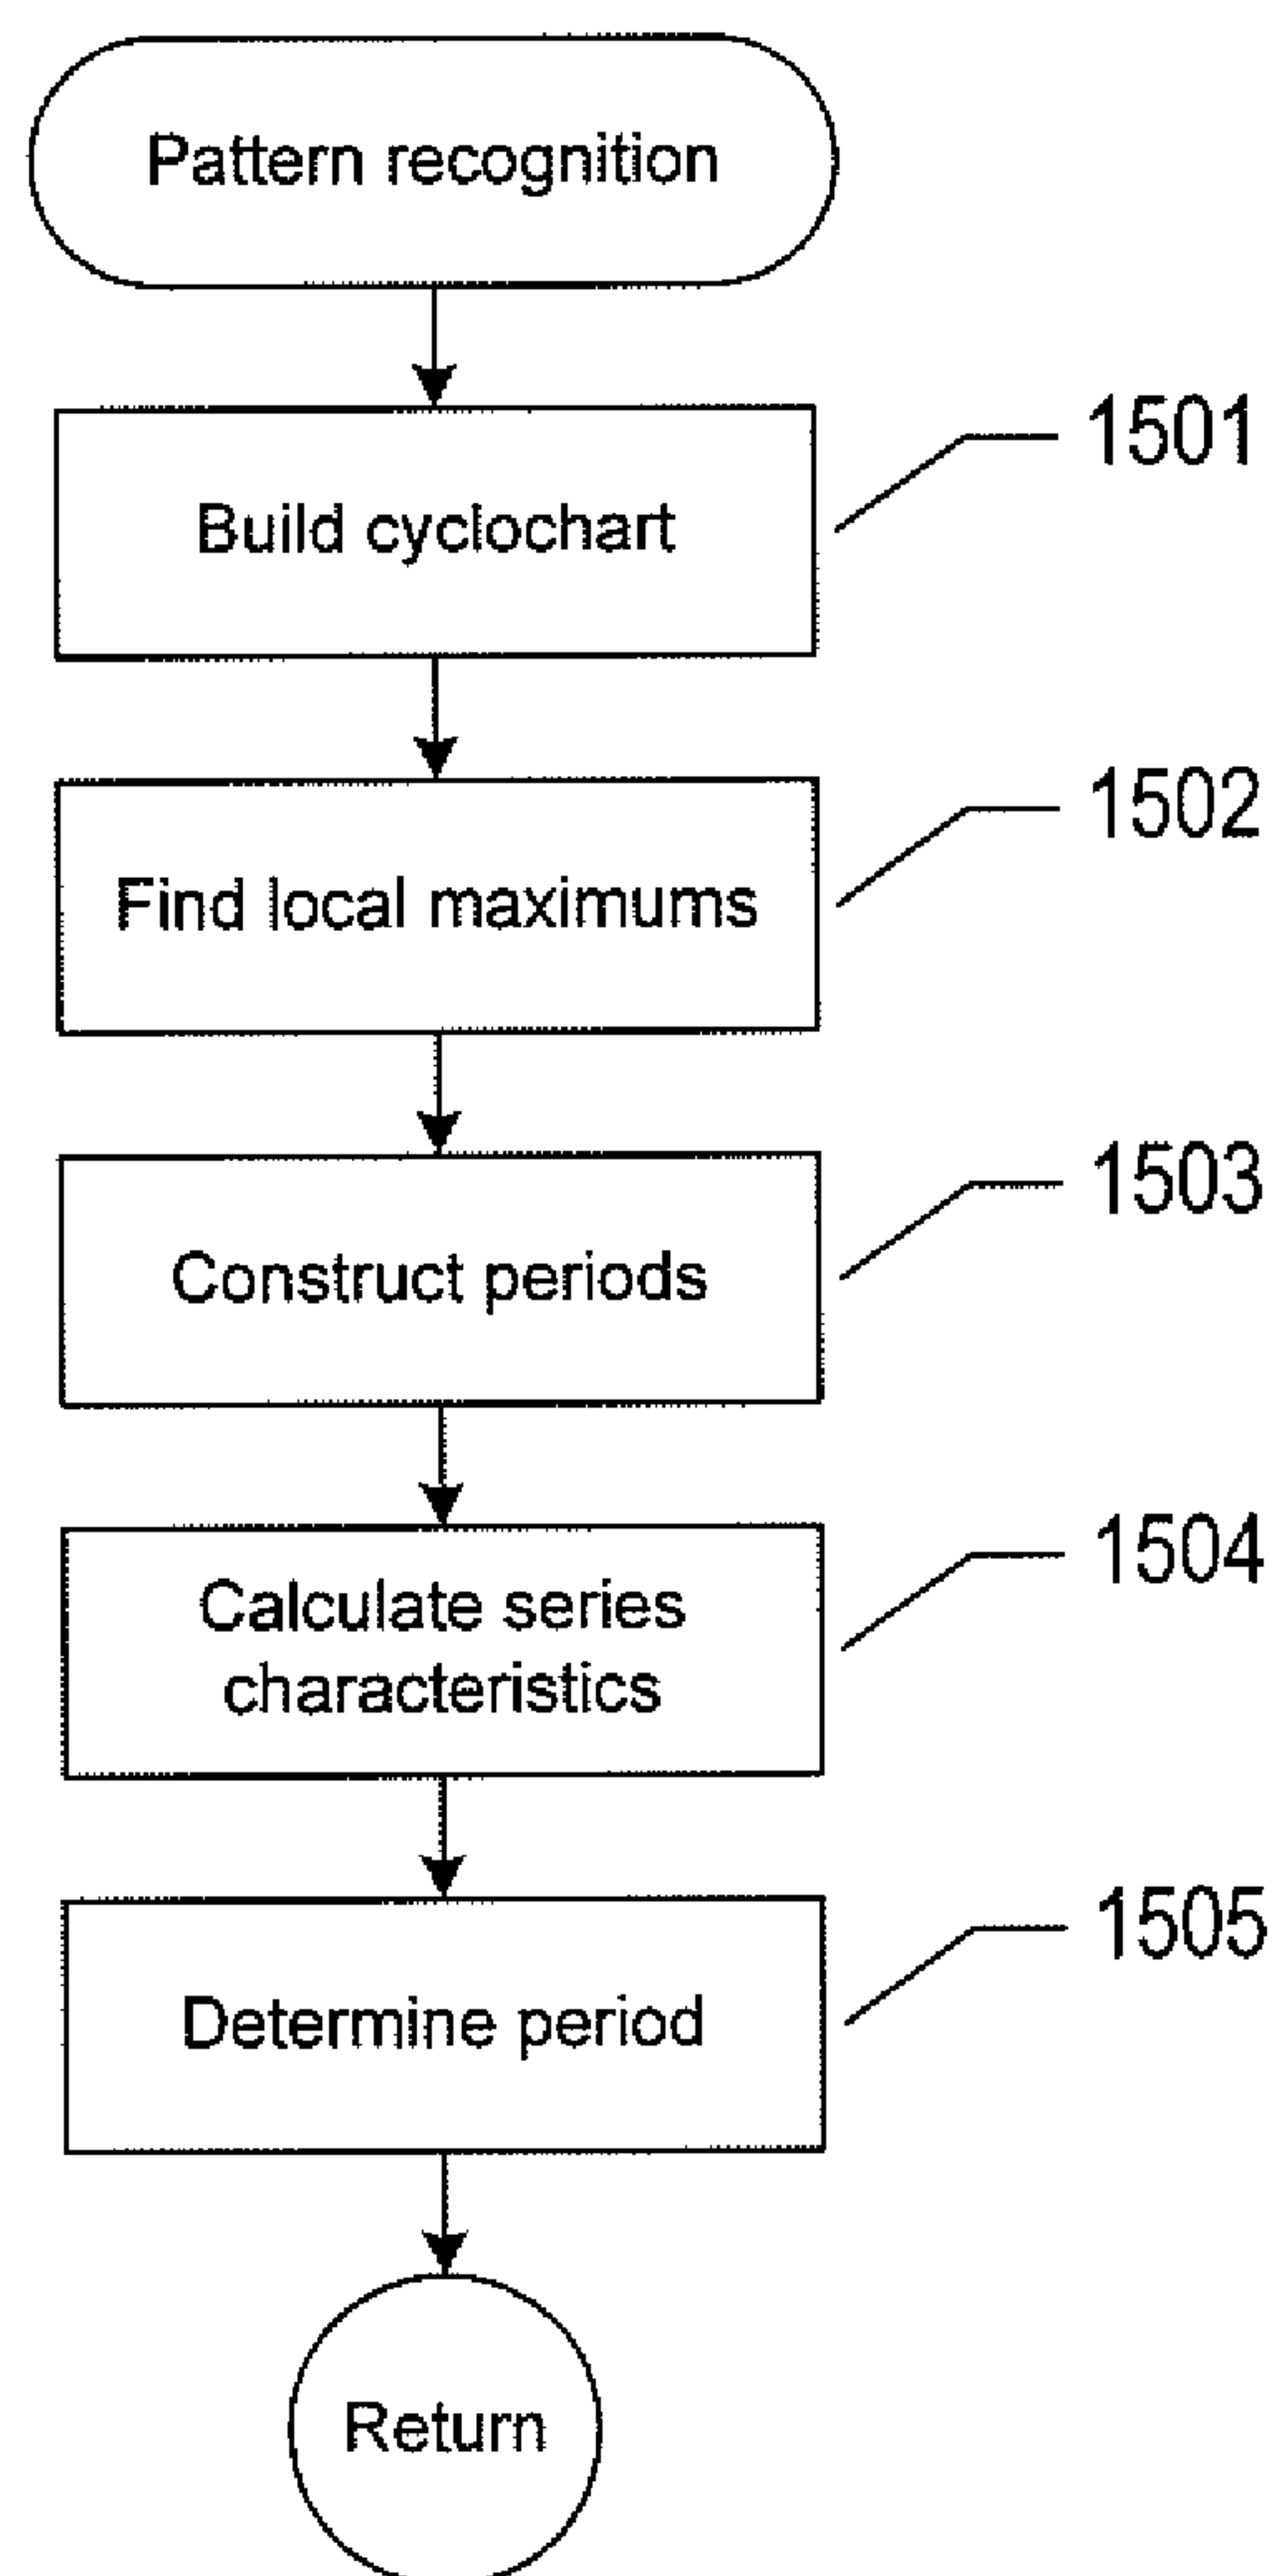 Pattern recognition
Build cyclochart
1501
Find local maximums
1502
Construct periods
1503
Calculate series
characteristics
1504
Determine period
1505
Return